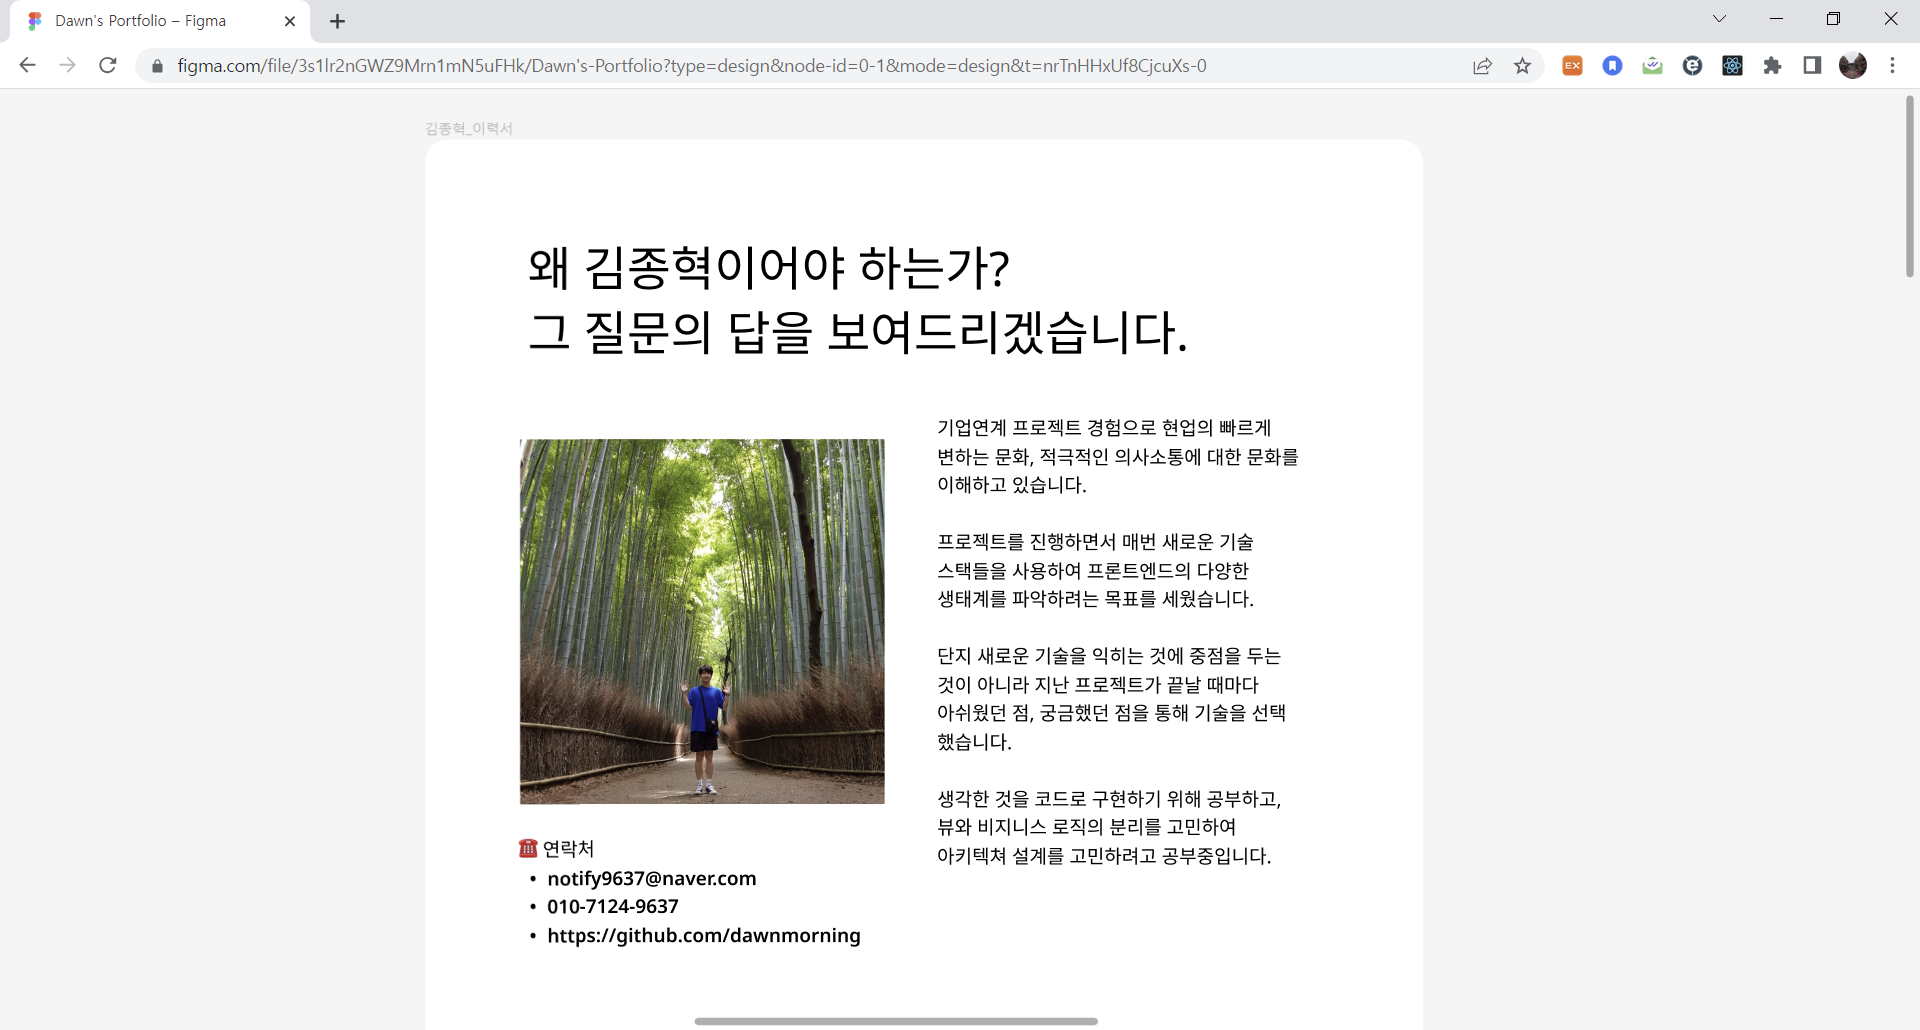 Dawn's Portfolio – Figma
figma.com/file/3s1lr2nGWZ9Mrn1mN5uFHk/Dawn's-Portfolio?type=design&node-id=0-1&mode=design&t=nrTnHHxUf8CjcuXs-0
EX
김종혁_이력서
왜 김종혁이어야 하는가?
그 질문의 답을 보여드리겠습니다.
기업연계 프로젝트 경험으로 현업의 빠르게
변하는 문화, 적극적인 의사소통에 대한 문화를
이해하고 있습니다.
프로젝트를 진행하면서 매번 새로운 기술
스택들을 사용하여 프론트엔드의 다양한
생태계를 파악하려는 목표를 세웠습니다.
단지 새로운 기술을 익히는 것에 중점을 두는
것이 아니라 지난 프로젝트가 끝날 때마다
아쉬웠던 점, 궁금했던 점을 통해 기술을 선택
했습니다.
생각한 것을 코드로 구현하기 위해 공부하고,
뷰와 비지니스 로직의 분리를 고민하여
아키텍쳐 설계를 고민하려고 공부중입니다.
☎️ 연락처
• notify9637@naver.com
• 010-7124-9637
• https://github.com/dawnmorning